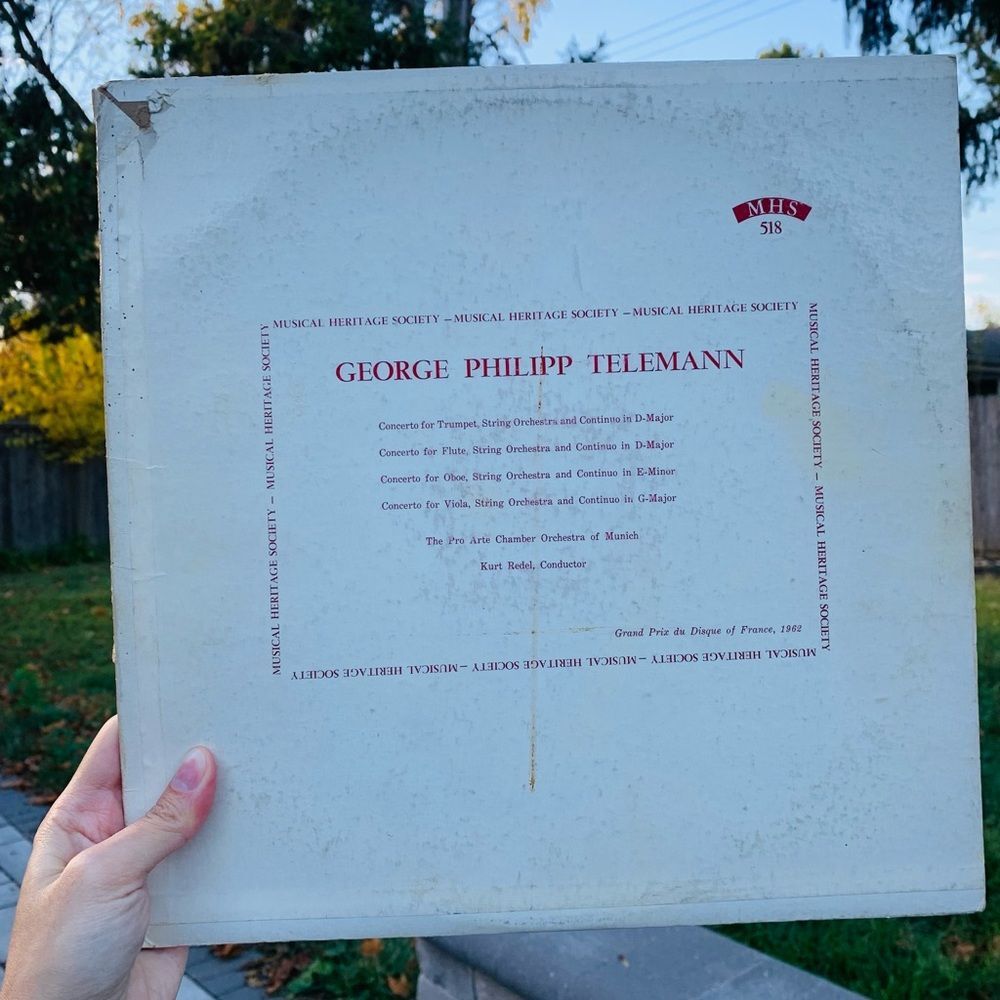 MHS
518
MUSICAL HERITAGE SOCIETY – MUSICAL HERITAGE SOCIETY – MUSICAL HERITAGE SOCIETY
GEORGE PHILIPP TELEMANN
Concerto for Trumpet, String Orchestra and Continuo in D-Major
Concerto for Flute, String Orchestra and Continuo in D-Major
Concerto for Oboe, String Orchestra and Continuo in E-Minor
Concerto for Viola, String Orchestra and Continuo in G-Major
The Pro Arte Chamber Orchestra of Munich
Kurt Redel, Conductor
Grand Prix du Disque of France, 1962
MUSICAL HERITAGE SOCIETY – MUSICAL HERITAGE SOCIETY
MUSICAL HERITAGE SOCIETY – MUSICAL HERITAGE SOCIETY – MUSICAL HERITAGE SOCIETY
MUSICAL HERITAGE SOCIETY – MUSICAL HERITAGE SOCIETY